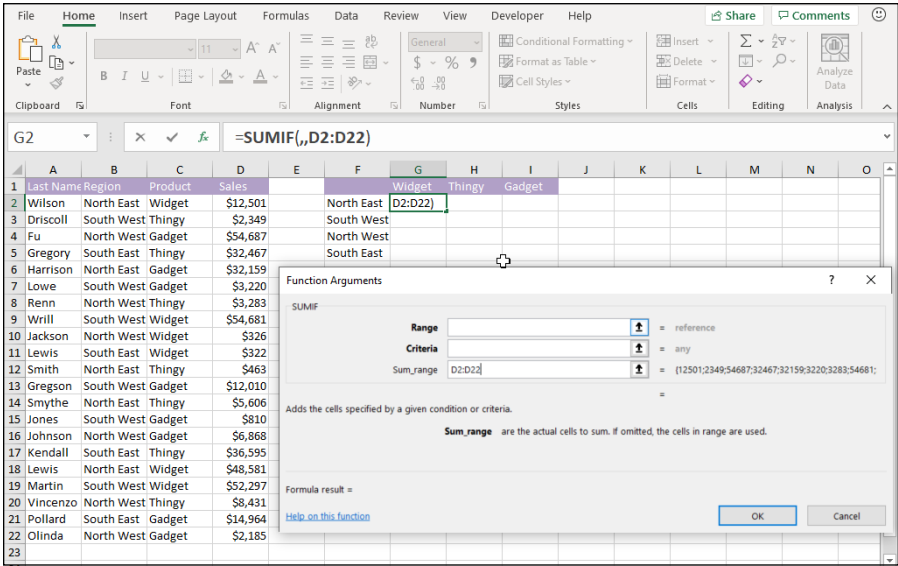 File Home Insert Page Layout Formulas Data Review View Developer Help Share Comments
11 A^ A˅ ab General Conditional Formatting Insert Σ
Paste B I U A $ % 9 Format as Table Delete Analyze
Cell Styles Format Data
Clipboard Font Alignment Number Styles Cells Editing Analysis
G2 fx =SUMIF(,,D2:D22)
A B C D E F G H I J K L M N O
1 Last Name Region Product Sales Widget Thingy Gadget
2 Wilson North East Widget $12,501 North East D2:D22)
3 Driscoll South West Thingy $2,349 South West
4 Fu North West Gadget $54,687 North West
5 Gregory South East Thingy $32,467 South East
6 Harrison North East Gadget $32,159
7 Lowe South West Gadget $3,220
8 Renn North West Thingy $3,283
9 Wrill South West Widget $54,681
10 Jackson North West Widget $326
11 Lewis South East Widget $322
12 Smith North East Thingy $463
13 Gregson South West Gadget $12,010
14 Smythe North East Thingy $5,606
15 Jones South West Gadget $810
16 Johnson North West Gadget $6,868
17 Kendall South East Thingy $36,595
18 Lewis North East Widget $48,581
19 Martin South West Widget $52,297
20 Vincenzo North West Thingy $8,431
21 Pollard South East Gadget $14,964
22 Olinda North West Gadget $2,185
23
Function Arguments ? ×
SUMIF
Range = reference
Criteria = any
Sum_range D2:D22 = {12501;2349;54687;32467;32159;3220;3283;54681;
=
Adds the cells specified by a given condition or criteria.
Sum_range are the actual cells to sum. If omitted, the cells in range are used.
Formula result =
Help on this function OK Cancel